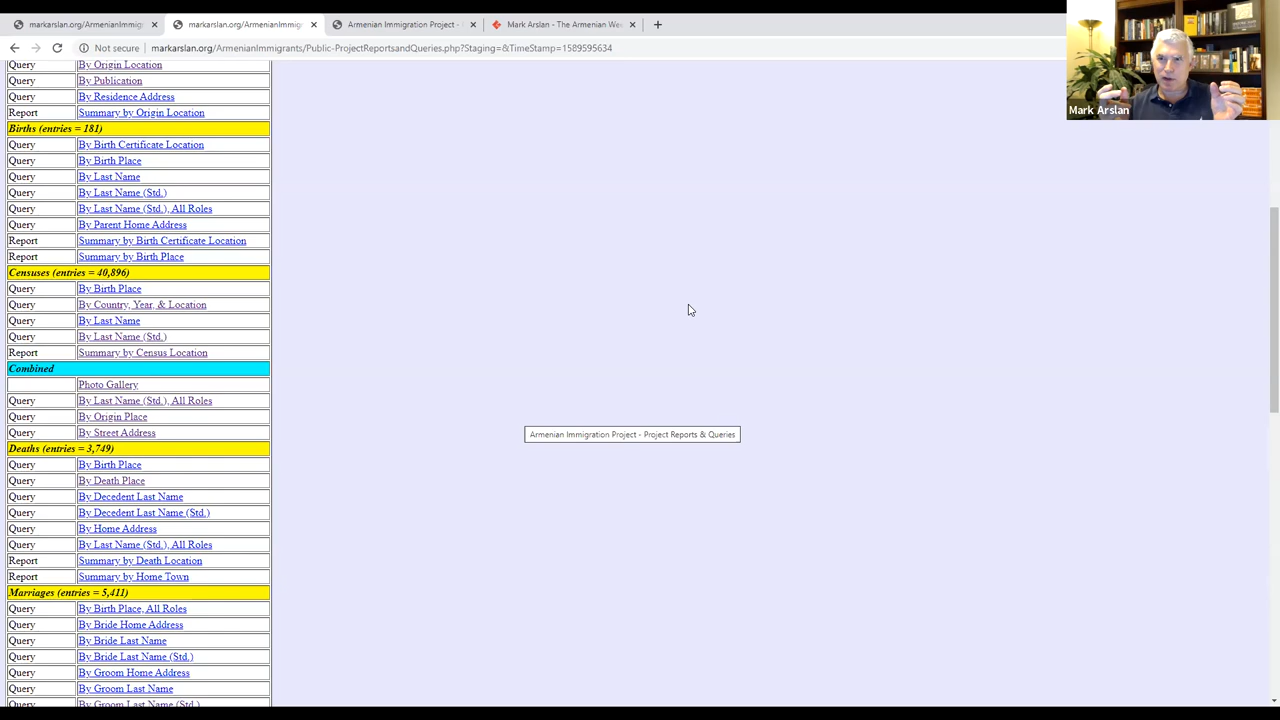 markarslan.org/ArmenianImmig
markarslan.org/ArmenianImmig
Armenian Immigration Project -
Mark Arslan - The Armenian We
Not secure
markarslan.org/ArmenianImmigrants/Public-ProjectReportsandQueries.php?Staging=&TimeStamp=1589595634
Query By Origin Location
Query By Publication
Query By Residence Address
Report Summary by Origin Location
Births (entries = 181)
Query By Birth Certificate Location
Query By Birth Place
Query By Last Name
Query By Last Name (Std.)
Query By Last Name (Std.), All Roles
Query By Parent Home Address
Report Summary by Birth Certificate Location
Report Summary by Birth Place
Censuses (entries = 40,896)
Query By Birth Place
Query By Country, Year, & Location
Query By Last Name
Query By Last Name (Std.)
Report Summary by Census Location
Combined
Photo Gallery
Query By Last Name (Std.), All Roles
Query By Origin Place
Query By Street Address
Deaths (entries = 3,749)
Query By Birth Place
Query By Death Place
Query By Decedent Last Name
Query By Decedent Last Name (Std.)
Query By Home Address
Query By Last Name (Std.), All Roles
Report Summary by Death Location
Report Summary by Home Town
Marriages (entries = 5,411)
Query By Birth Place, All Roles
Query By Bride Home Address
Query By Bride Last Name
Query By Bride Last Name (Std.)
Query By Groom Home Address
Query By Groom Last Name
Query By Groom Last Name (Std.)
Armenian Immigration Project - Project Reports & Queries
Mark Arslan